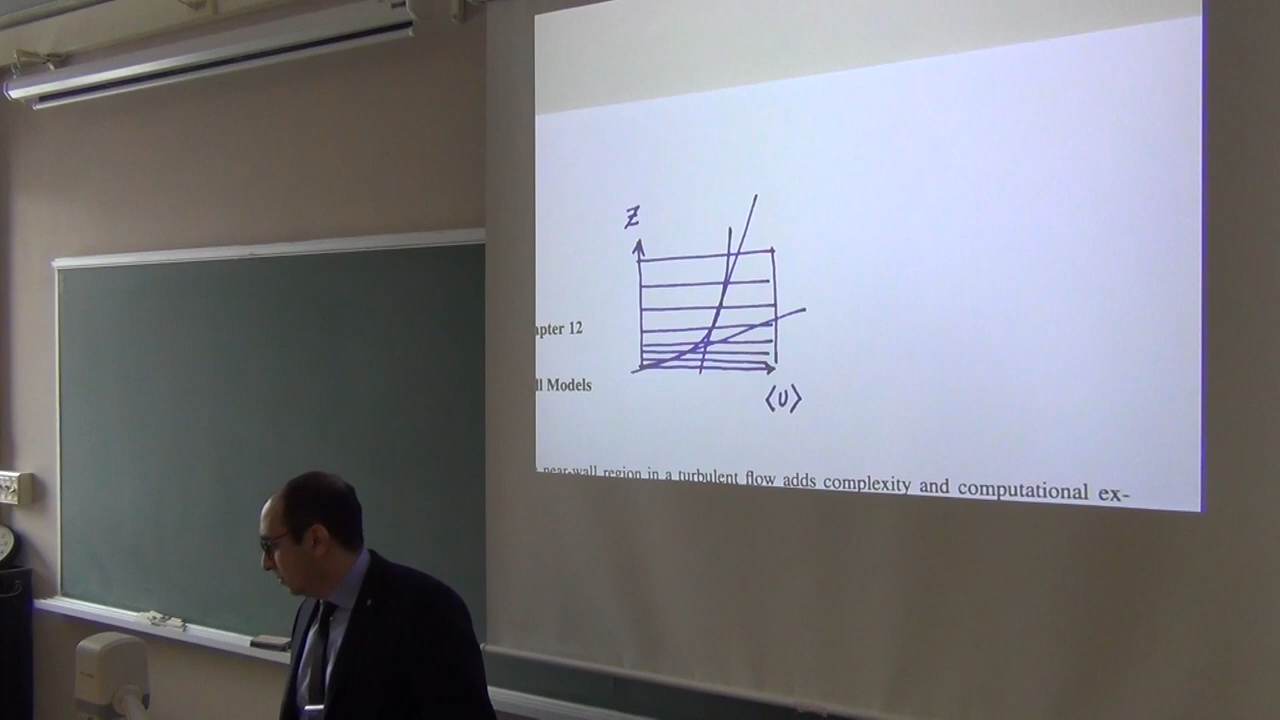 Z
apter 12
ll Models
⟨U⟩
near-wall region in a turbulent flow adds complexity and computational ex-